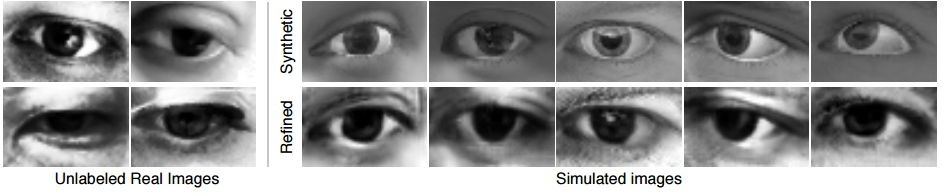 Synthetic
Refined
Unlabeled Real Images
Simulated images